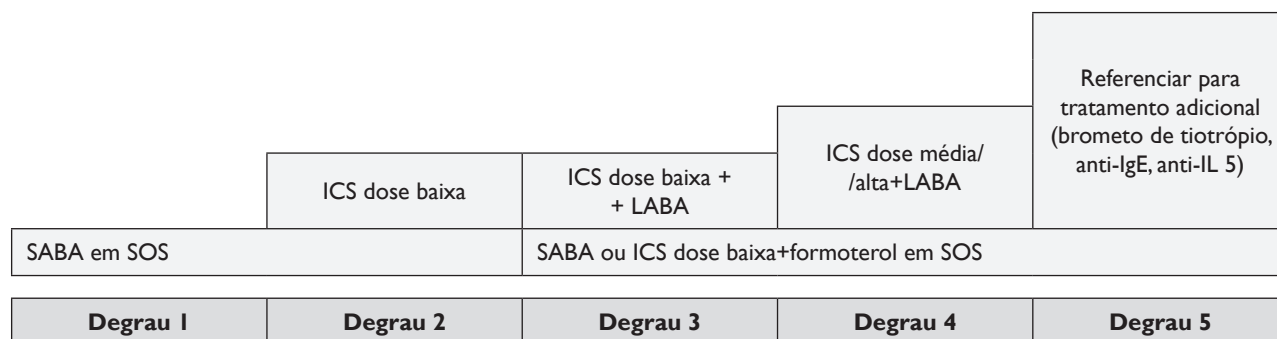 Referenciar para
tratamento adicional
(brometo de tiotrópio,
anti-IgE, anti-IL 5)
ICS dose média/
/alta+LABA
ICS dose baixa
ICS dose baixa +
+ LABA
SABA em SOS
SABA ou ICS dose baixa+formoterol em SOS
Degrau 1
Degrau 2
Degrau 3
Degrau 4
Degrau 5